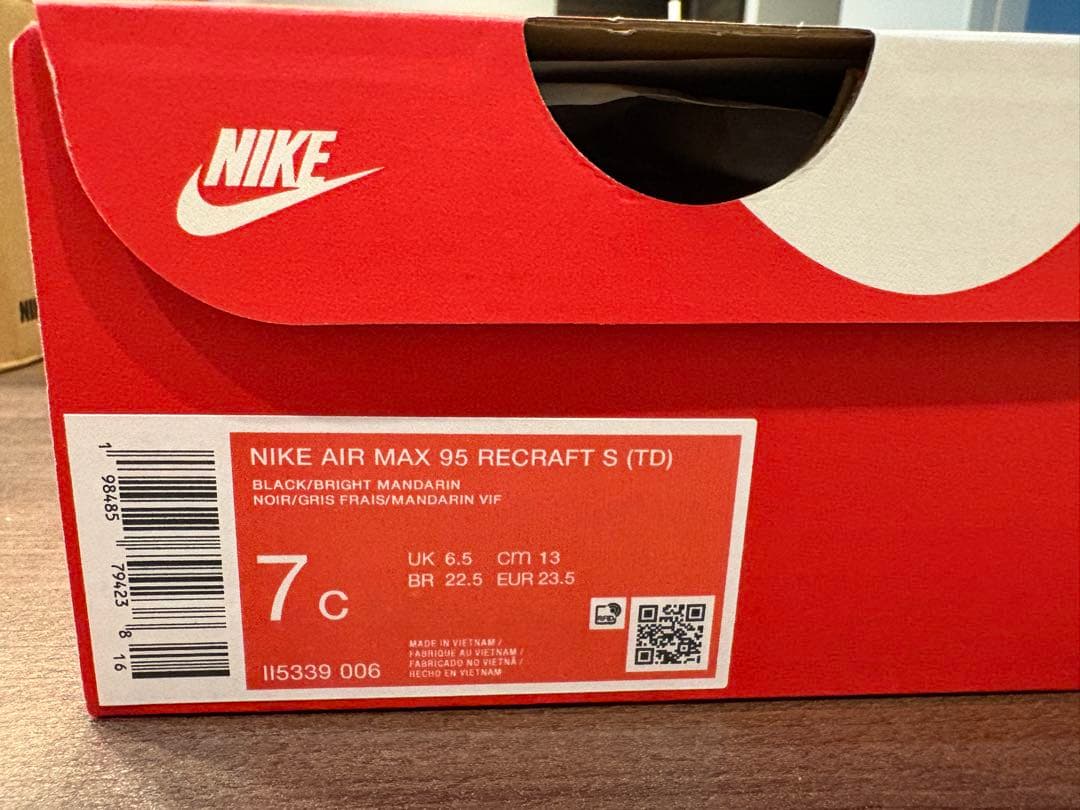 NIKE
NIKE AIR MAX 95 RECRAFT S (TD)
BLACK/BRIGHT MANDARIN
NOIR/GRIS FRAIS/MANDARIN VIF
7 C
UK 6.5 cm 13
BR 22.5 EUR 23.5
RFID
MADE IN VIETNAM /
FABRIQUÉ AU VIETNAM /
FABRICADO NO VIETNÃ /
HECHO EN VIETNAM
II5339 006
1 98485 79423 8 16